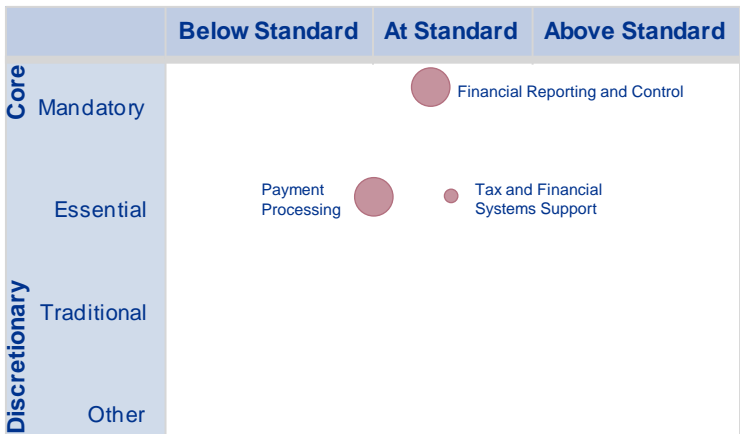 Below Standard At Standard Above Standard
Core
Mandatory
Financial Reporting and Control
Essential
Payment
Processing
Tax and Financial
Systems Support
Discretionary
Traditional
Other